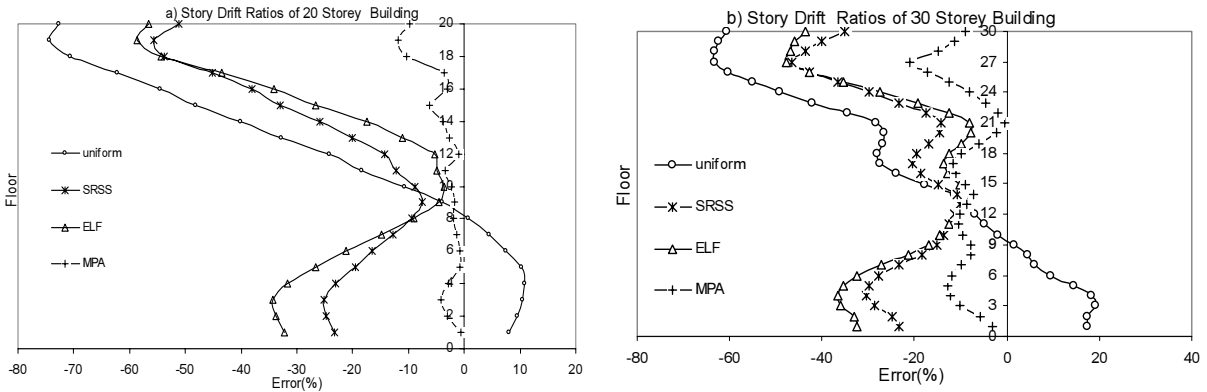 a) Story Drift Ratios of 20 Storey Building
20
18
16
14
12
10
8
6
4
2
0
Floor
uniform
SRSS
ELF
MPA
-80 -70 -60 -50 -40 -30 -20 -10 0 10 20
Error(%)
b) Story Drift Ratios of 30 Storey Building
30
27
24
21
18
15
12
9
6
3
0
Floor
uniform
SRSS
ELF
MPA
-80 -60 -40 -20 0 20 40
Error(%)